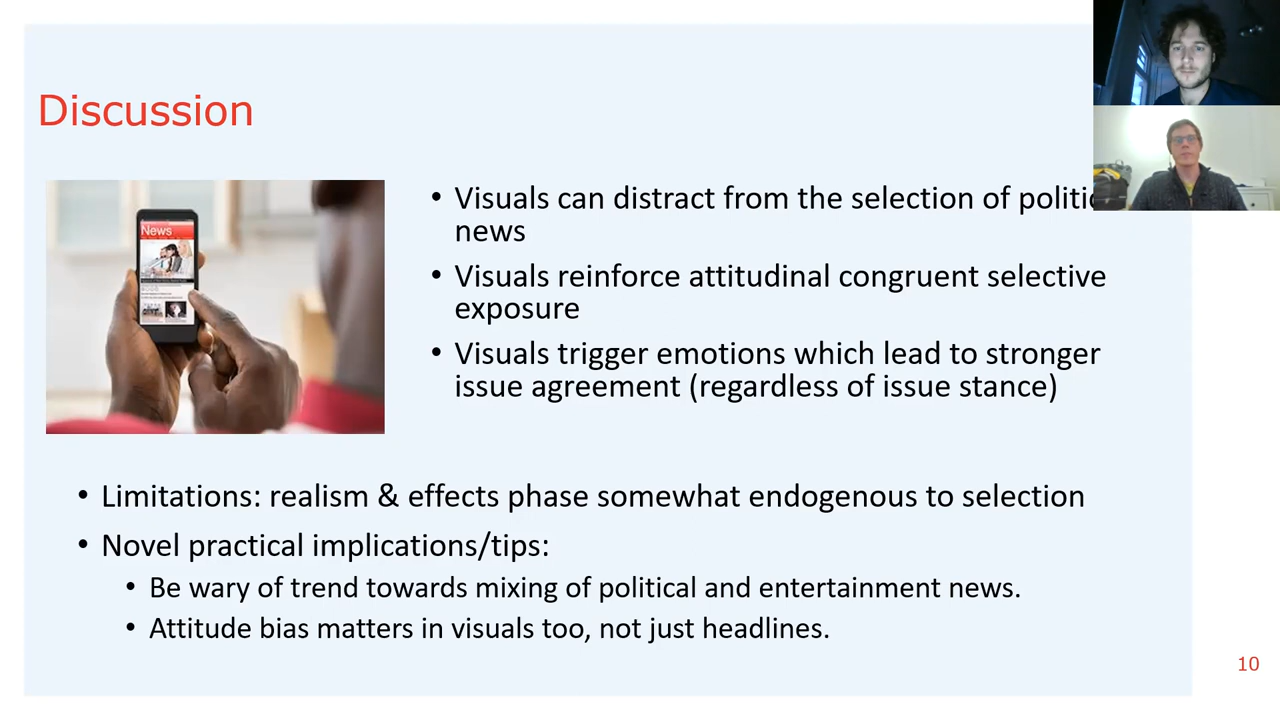 Discussion
News
• Visuals can distract from the selection of
news
• Visuals reinforce attitudinal congruent selective
exposure
• Visuals trigger emotions which lead to stronger
issue agreement (regardless of issue stance)
• Limitations: realism & effects phase somewhat endogenous to selection
• Novel practical implications/tips:
• Be wary of trend towards mixing of political and entertainment news.
• Attitude bias matters in visuals too, not just headlines.
10